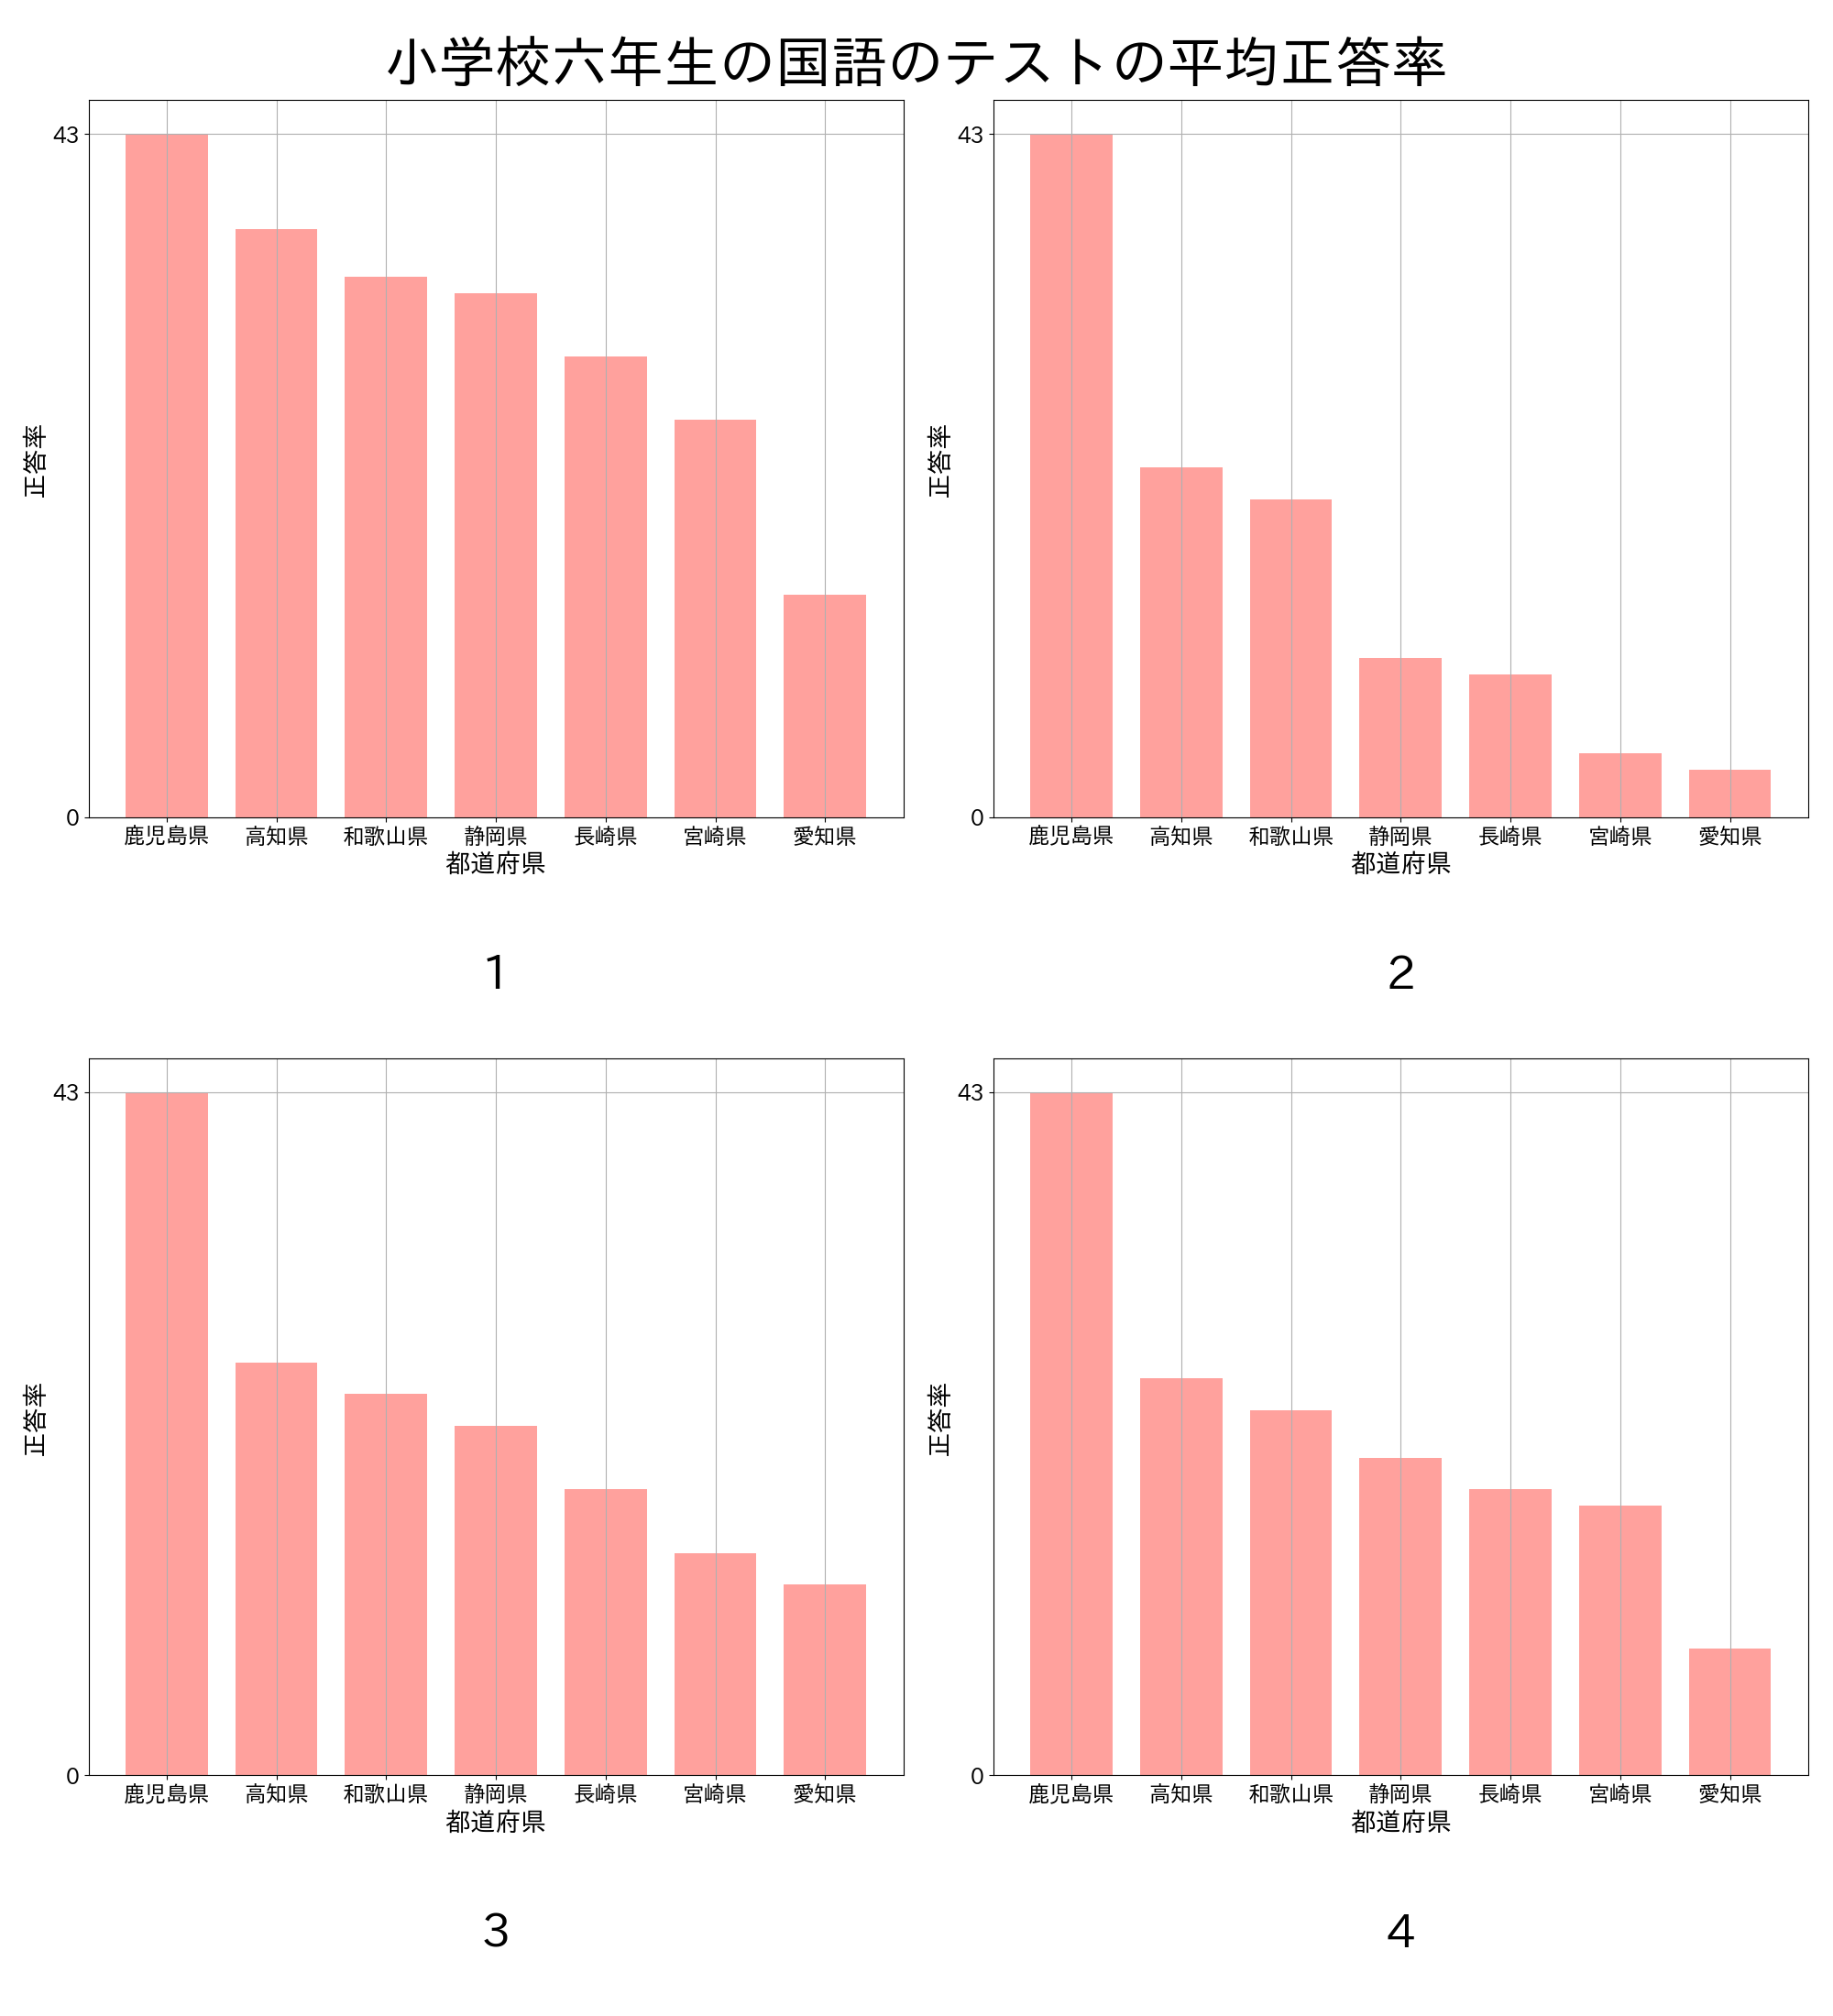 小学校六年生の国語のテストの平均正答率
43
0
正答率
鹿児島県 高知県 和歌山県 静岡県 長崎県 宮崎県 愛知県
都道府県
1
43
0
正答率
鹿児島県 高知県 和歌山県 静岡県 長崎県 宮崎県 愛知県
都道府県
2
43
0
正答率
鹿児島県 高知県 和歌山県 静岡県 長崎県 宮崎県 愛知県
都道府県
3
43
0
正答率
鹿児島県 高知県 和歌山県 静岡県 長崎県 宮崎県 愛知県
都道府県
4